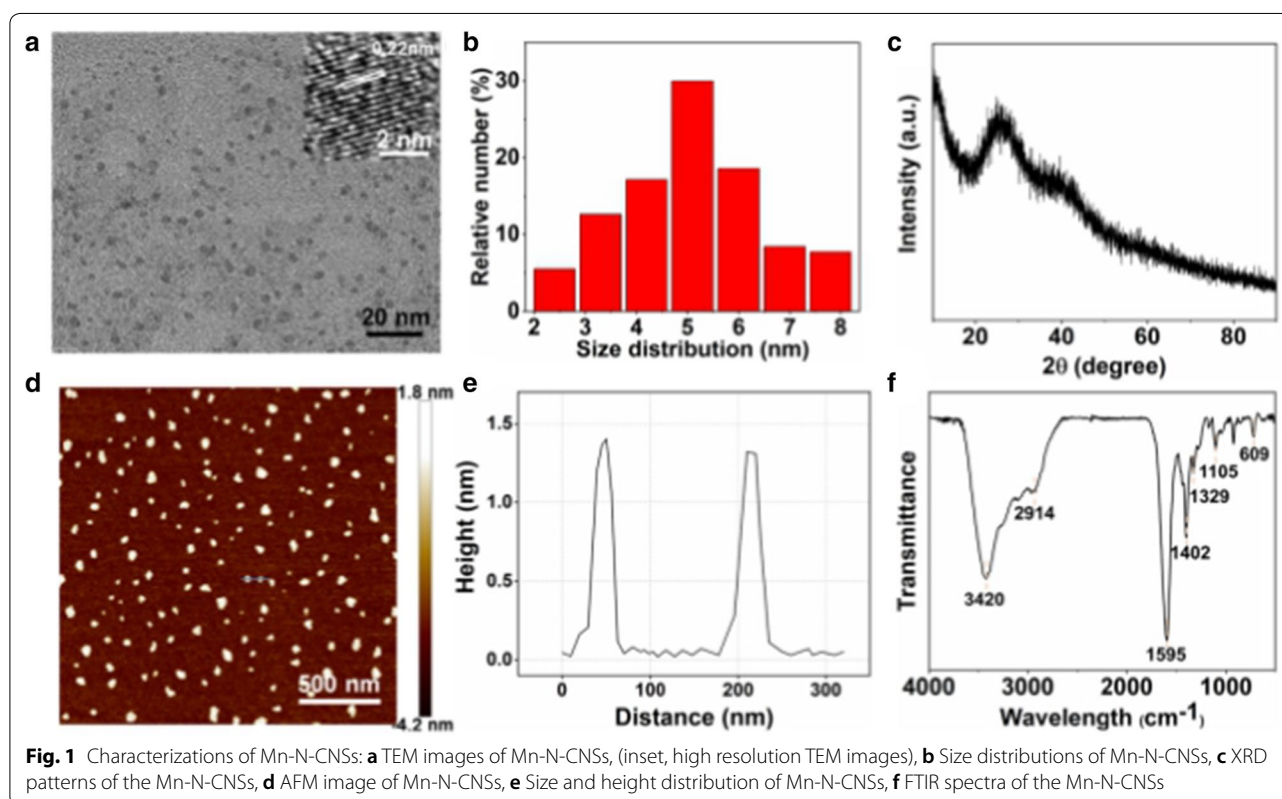 a
0.22nm
2 nm
20 nm
b
Relative number (%)
30
20
10
0
2 3 4 5 6 7 8
Size distribution (nm)
c
Intensity (a.u.)
20 40 60 80
2θ (degree)
d
1.8 nm
500 nm
-4.2 nm
e
Height (nm)
1.5
1.0
0.5
0.0
0 100 200 300
Distance (nm)
f
Transmittance
3420
2914
1595
1402
1329
1105
609
4000 3000 2000 1000
Wavelength (cm-1)
Fig. 1 Characterizations of Mn-N-CNSs: a TEM images of Mn-N-CNSs, (inset, high resolution TEM images), b Size distributions of Mn-N-CNSs, c XRD
patterns of the Mn-N-CNSs, d AFM image of Mn-N-CNSs, e Size and height distribution of Mn-N-CNSs, f FTIR spectra of the Mn-N-CNSs